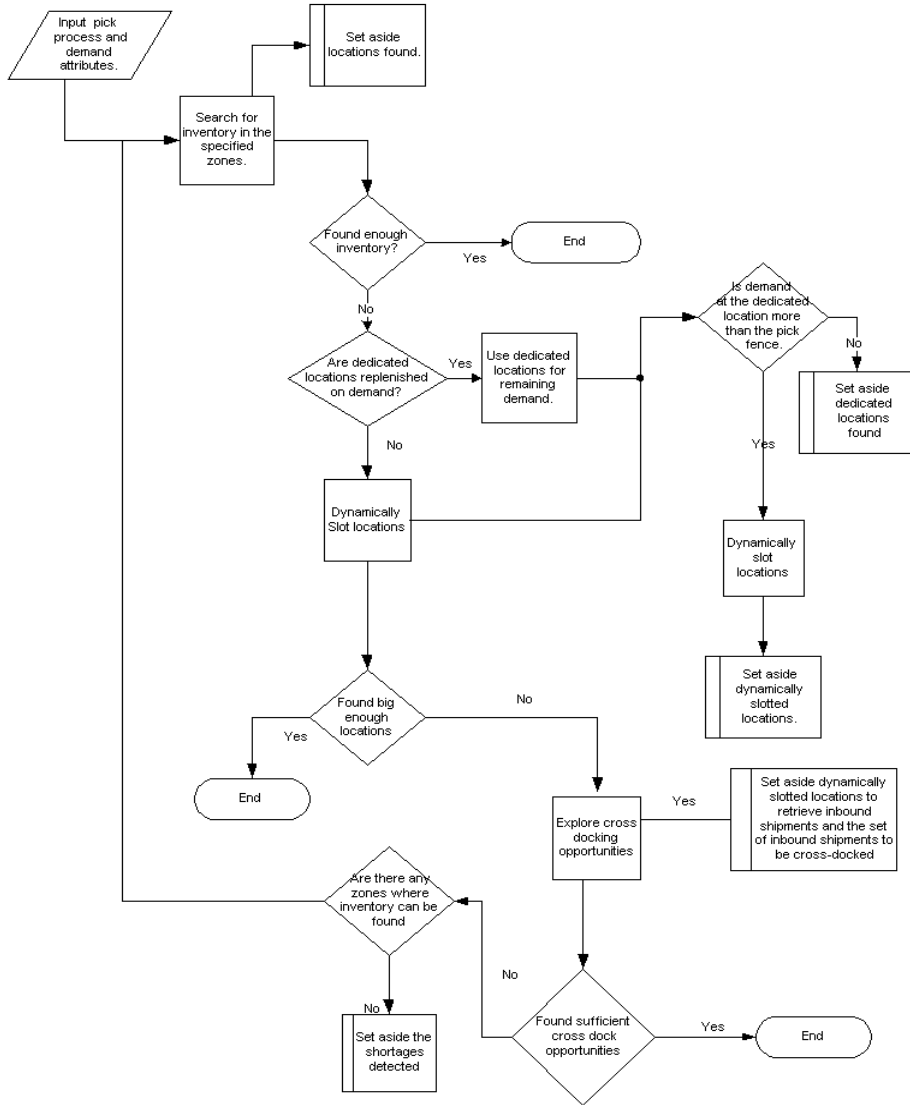 Input pick
process and
demand
attributes.
Set aside
locations found.
Search for
inventory in the
specified
zones.
Found enough
inventory?
Yes
End
No
Is demand
at the dedicated
location more
than the pick
fence.
No
Are dedicated
locations replenished
on demand?
Yes
Use dedicated
locations for
remaining
demand.
Set aside
dedicated
locations
found
No
Yes
Dynamically
Slot locations
Dynamically
slot
locations
Set aside
dynamically
slotted
locations.
Found big
enough
locations
No
Yes
End
Explore cross
docking
opportunities
Yes
Set aside dynamically
slotted locations to
retrieve inbound
shipments and the set
of inbound shipments to
be cross-docked
Are there any
zones where
inventory can be
found
No
No
Set aside the
shortages
detected
Found sufficient
cross dock
opportunities
Yes
End